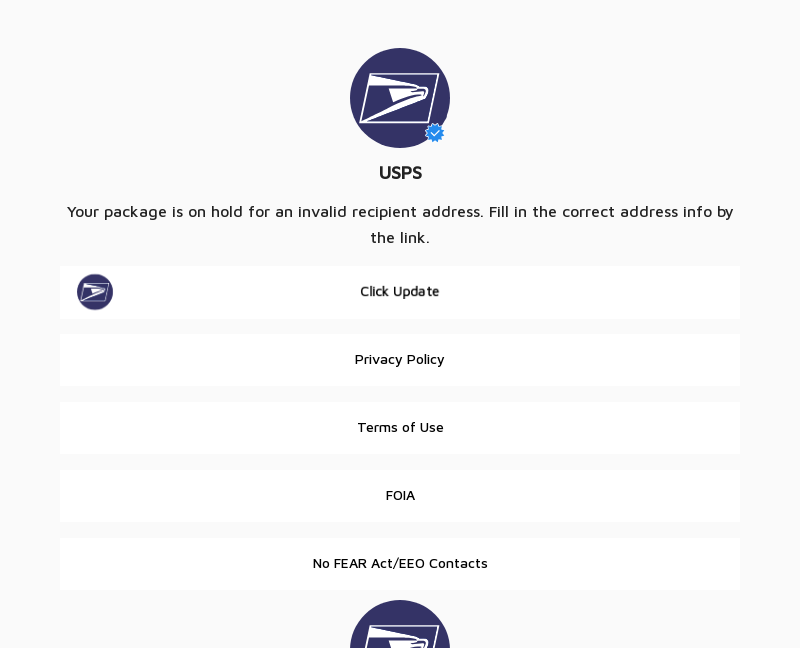 USPS
Your package is on hold for an invalid recipient address. Fill in the correct address info by
the link.
Click Update
Privacy Policy
Terms of Use
FOIA
No FEAR Act/EEO Contacts